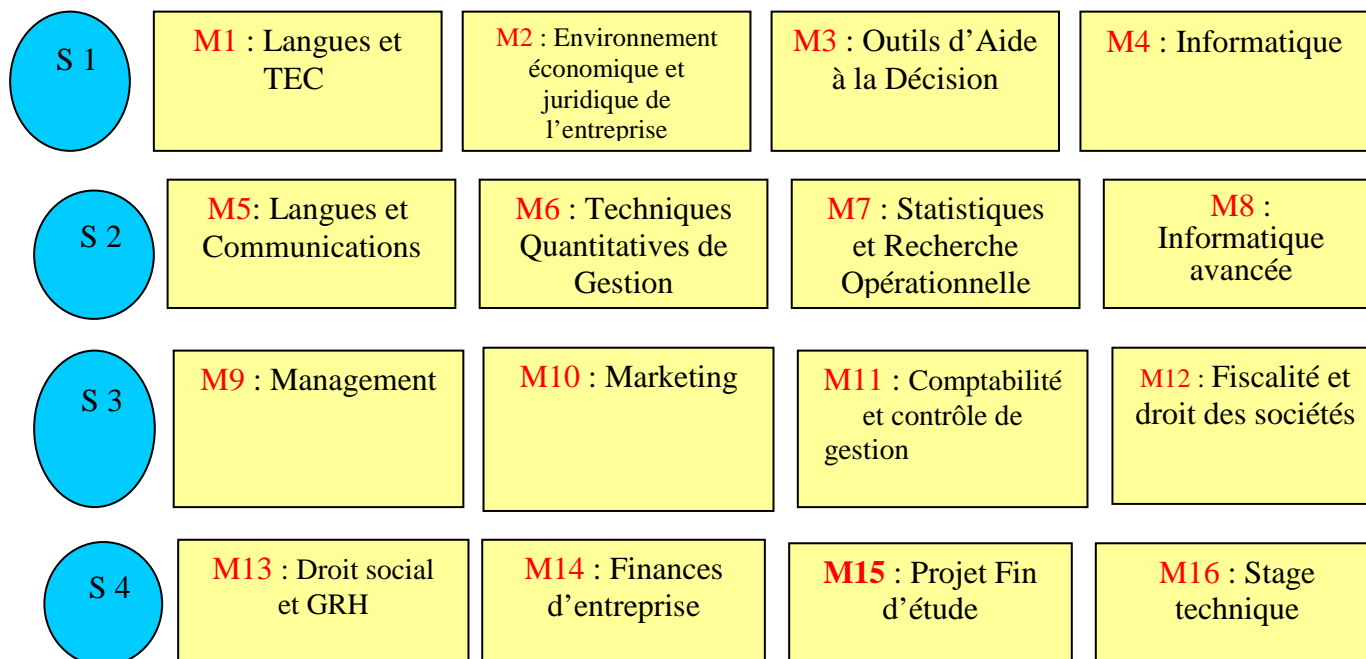 S 1
M1 : Langues et
TEC
M2 : Environnement
économique et
juridique de
l’entreprise
M3 : Outils d’Aide
à la Décision
M4 : Informatique
S 2
M5: Langues et
Communications
M6 : Techniques
Quantitatives de
Gestion
M7 : Statistiques
et Recherche
Opérationnelle
M8 :
Informatique
avancée
S 3
M9 : Management
M10 : Marketing
M11 : Comptabilité
et contrôle de
gestion
M12 : Fiscalité et
droit des sociétés
S 4
M13 : Droit social
et GRH
M14 : Finances
d’entreprise
M15 : Projet Fin
d’étude
M16 : Stage
technique